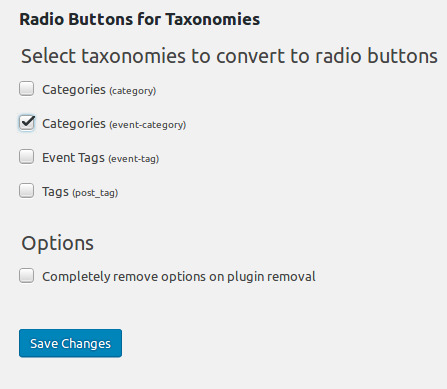 Radio Buttons for Taxonomies
Select taxonomies to convert to radio buttons
Categories (category)
Categories (event-category)
Event Tags (event-tag)
Tags (post_tag)
Options
Completely remove options on plugin removal
Save Changes